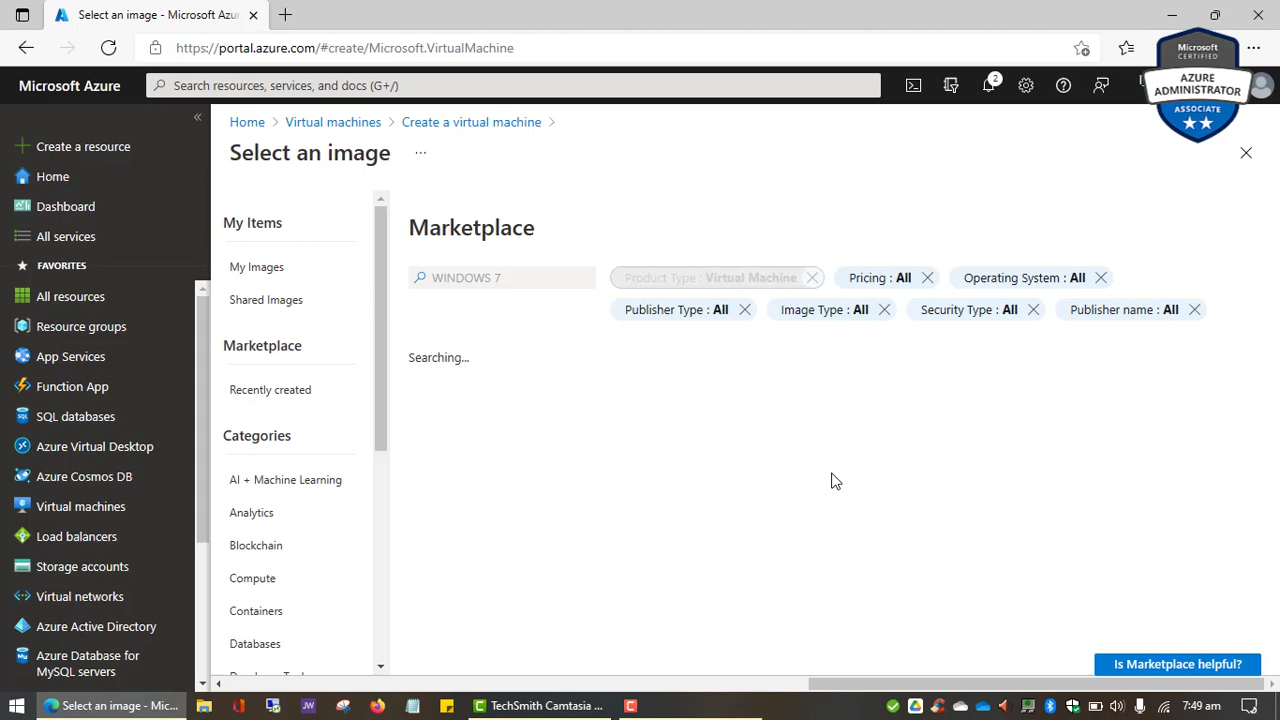 Select an image - Microsoft Azu
https://portal.azure.com/#create/Microsoft.VirtualMachine
Microsoft Azure
Search resources, services, and docs (G+/)
2
Microsoft
CERTIFIED
AZURE
ADMINISTRATOR
ASSOCIATE
Create a resource
Home
Dashboard
All services
FAVORITES
All resources
Resource groups
App Services
Function App
SQL databases
Azure Virtual Desktop
Azure Cosmos DB
Virtual machines
Load balancers
Storage accounts
Virtual networks
Azure Active Directory
Azure Database for
MySQL servers
Home > Virtual machines > Create a virtual machine >
Select an image ...
My Items
My Images
Shared Images
Marketplace
Recently created
Categories
AI + Machine Learning
Analytics
Blockchain
Compute
Containers
Databases
Marketplace
WINDOWS 7
Product Type : Virtual Machine
Pricing : All
Operating System : All
Publisher Type : All
Image Type : All
Security Type : All
Publisher name : All
Searching...
Is Marketplace helpful?
Select an image - Mic...
TechSmith Camtasia ...
7:49 am